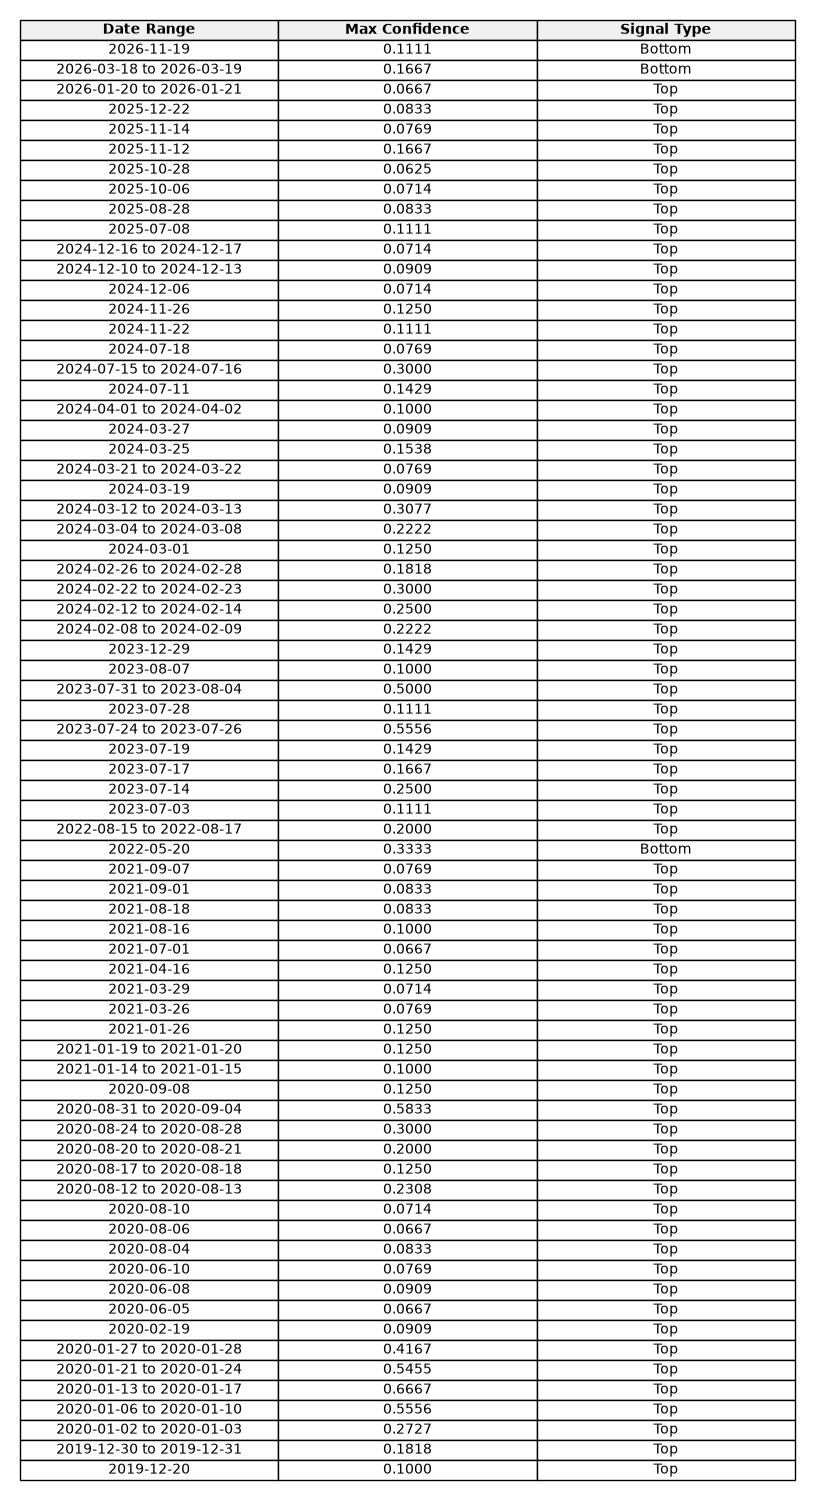 Date Range Max Confidence Signal Type
2026-11-19 0.1111 Bottom
2026-03-18 to 2026-03-19 0.1667 Bottom
2026-01-20 to 2026-01-21 0.0667 Top
2025-12-22 0.0833 Top
2025-11-14 0.0769 Top
2025-11-12 0.1667 Top
2025-10-28 0.0625 Top
2025-10-06 0.0714 Top
2025-08-28 0.0833 Top
2025-07-08 0.1111 Top
2024-12-16 to 2024-12-17 0.0714 Top
2024-12-10 to 2024-12-13 0.0909 Top
2024-12-06 0.0714 Top
2024-11-26 0.1250 Top
2024-11-22 0.1111 Top
2024-07-18 0.0769 Top
2024-07-15 to 2024-07-16 0.3000 Top
2024-07-11 0.1429 Top
2024-04-01 to 2024-04-02 0.1000 Top
2024-03-27 0.0909 Top
2024-03-25 0.1538 Top
2024-03-21 to 2024-03-22 0.0769 Top
2024-03-19 0.0909 Top
2024-03-12 to 2024-03-13 0.3077 Top
2024-03-04 to 2024-03-08 0.2222 Top
2024-03-01 0.1250 Top
2024-02-26 to 2024-02-28 0.1818 Top
2024-02-22 to 2024-02-23 0.3000 Top
2024-02-12 to 2024-02-14 0.2500 Top
2024-02-08 to 2024-02-09 0.2222 Top
2023-12-29 0.1429 Top
2023-08-07 0.1000 Top
2023-07-31 to 2023-08-04 0.5000 Top
2023-07-28 0.1111 Top
2023-07-24 to 2023-07-26 0.5556 Top
2023-07-19 0.1429 Top
2023-07-17 0.1667 Top
2023-07-14 0.2500 Top
2023-07-03 0.1111 Top
2022-08-15 to 2022-08-17 0.2000 Top
2022-05-20 0.3333 Bottom
2021-09-07 0.0769 Top
2021-09-01 0.0833 Top
2021-08-18 0.0833 Top
2021-08-16 0.1000 Top
2021-07-01 0.0667 Top
2021-04-16 0.1250 Top
2021-03-29 0.0714 Top
2021-03-26 0.0769 Top
2021-01-26 0.1250 Top
2021-01-19 to 2021-01-20 0.1250 Top
2021-01-14 to 2021-01-15 0.1000 Top
2020-09-08 0.1250 Top
2020-08-31 to 2020-09-04 0.5833 Top
2020-08-24 to 2020-08-28 0.3000 Top
2020-08-20 to 2020-08-21 0.2000 Top
2020-08-17 to 2020-08-18 0.1250 Top
2020-08-12 to 2020-08-13 0.2308 Top
2020-08-10 0.0714 Top
2020-08-06 0.0667 Top
2020-08-04 0.0833 Top
2020-06-10 0.0769 Top
2020-06-08 0.0909 Top
2020-06-05 0.0667 Top
2020-02-19 0.0909 Top
2020-01-27 to 2020-01-28 0.4167 Top
2020-01-21 to 2020-01-24 0.5455 Top
2020-01-13 to 2020-01-17 0.6667 Top
2020-01-06 to 2020-01-10 0.5556 Top
2020-01-02 to 2020-01-03 0.2727 Top
2019-12-30 to 2019-12-31 0.1818 Top
2019-12-20 0.1000 Top